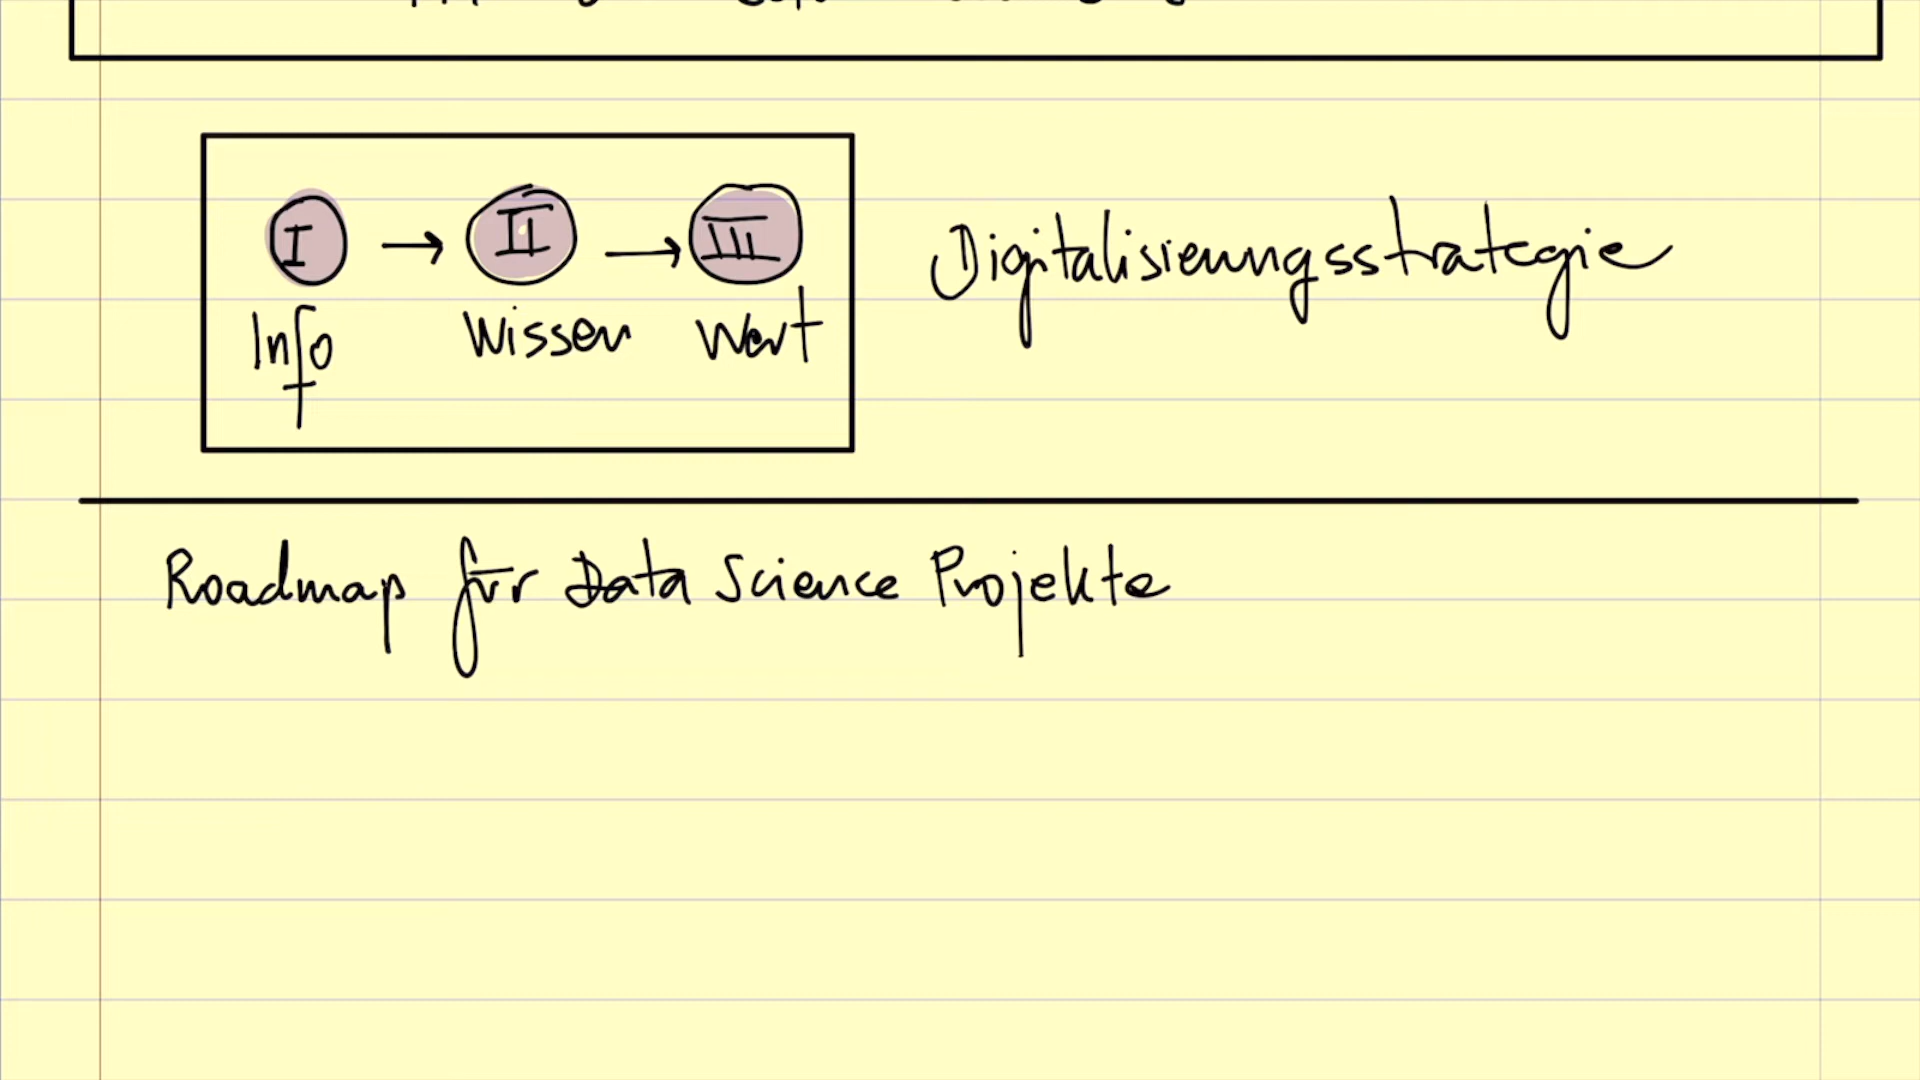 I → II → III
Info Wissen Wert
Digitalisierungsstrategie
Roadmap für Data Science Projekte